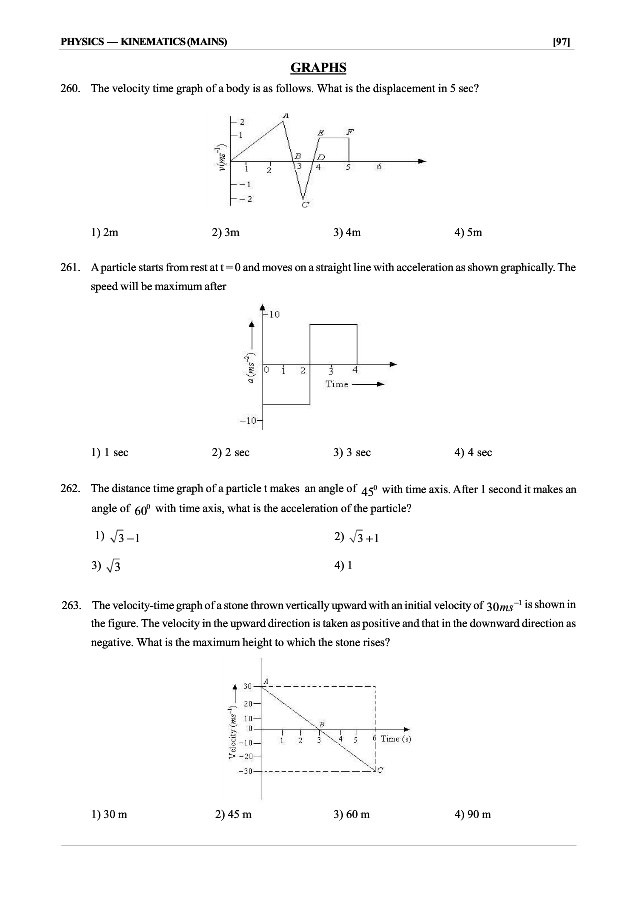 PHYSICS — KINEMATICS (MAINS) [97]
GRAPHS
260. The velocity time graph of a body is as follows. What is the displacement in 5 sec?
A
2
1
E F
B D
1 2 3 4 5 6
v(ms⁻¹)
-1
-2
C
1) 2m 2) 3m 3) 4m 4) 5m
261. A particle starts from rest at t = 0 and moves on a straight line with acceleration as shown graphically. The
speed will be maximum after
10
a (ms⁻²)
0 1 2 3 4
Time
-10
1) 1 sec 2) 2 sec 3) 3 sec 4) 4 sec
262. The distance time graph of a particle t makes an angle of 45⁰ with time axis. After 1 second it makes an
angle of 60⁰ with time axis, what is the acceleration of the particle?
1) √3 – 1 2) √3 + 1
3) √3 4) 1
263. The velocity-time graph of a stone thrown vertically upward with an initial velocity of 30ms⁻¹ is shown in
the figure. The velocity in the upward direction is taken as positive and that in the downward direction as
negative. What is the maximum height to which the stone rises?
A
30
20
10
0
B
1 2 3 4 5 6 Time (s)
Velocity (ms⁻¹)
-10
-20
-30
C
1) 30 m 2) 45 m 3) 60 m 4) 90 m